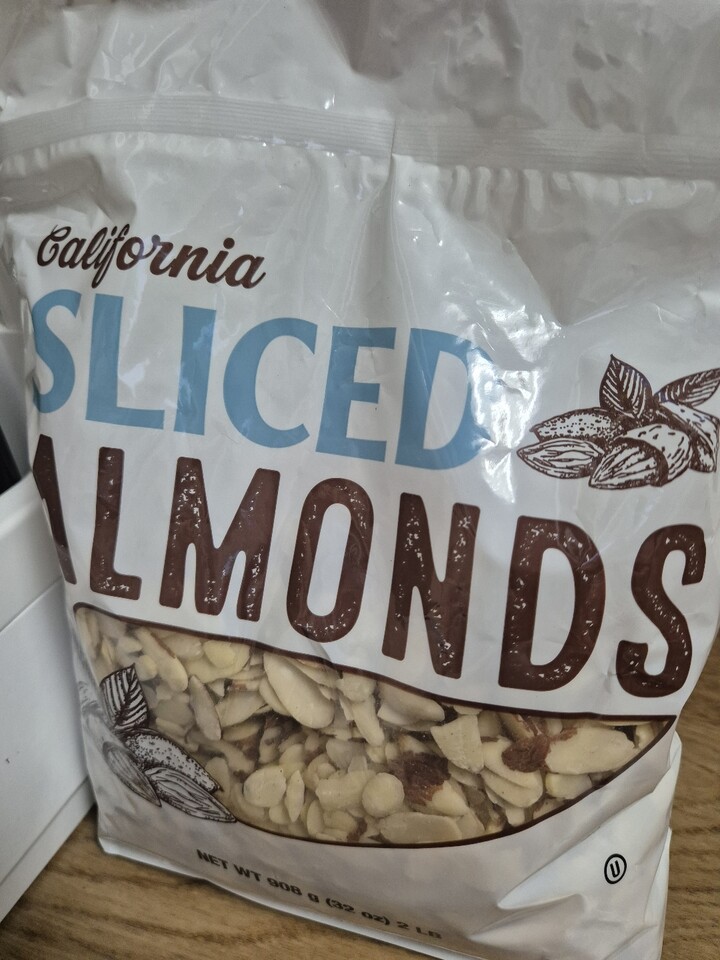 California
SLICED
ALMONDS
NET WT 908 g (32 oz) 2 LB
U